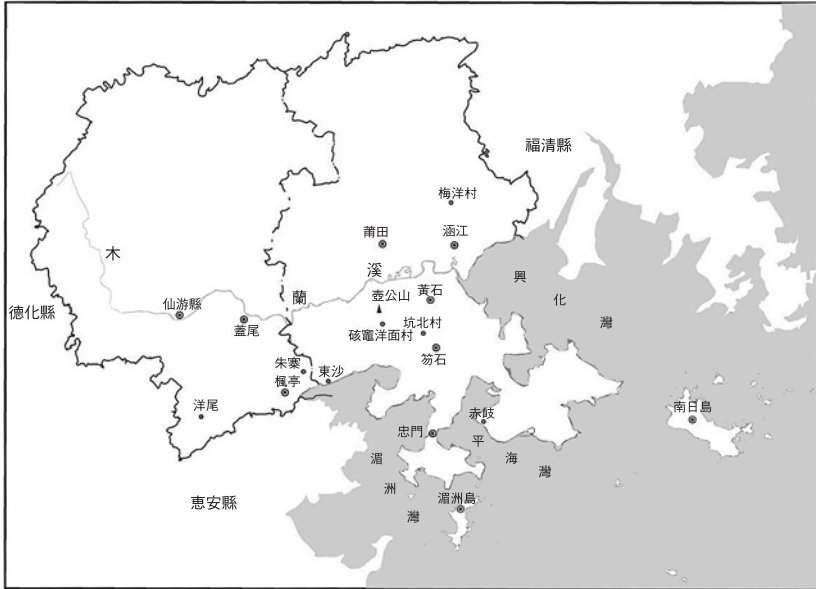 福清縣
梅洋村
莆田
涵江
木
蘭
溪
興
化
灣
德化縣
仙游縣
蓋尾
壺公山
黃石
硋竈洋面村
坑北村
笏石
朱寨
東沙
楓亭
洋尾
忠門
赤岐
平
海
灣
南日島
湄
洲
灣
湄洲島
惠安縣